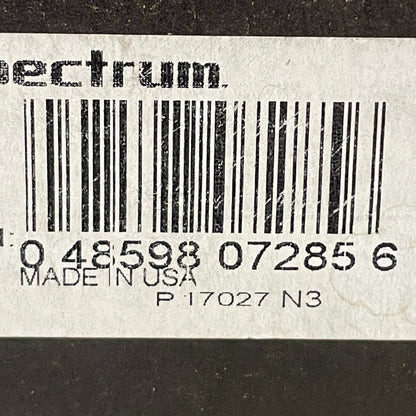 pectrum.
0 48598 07285 6
MADE IN USA
P 17027 N3